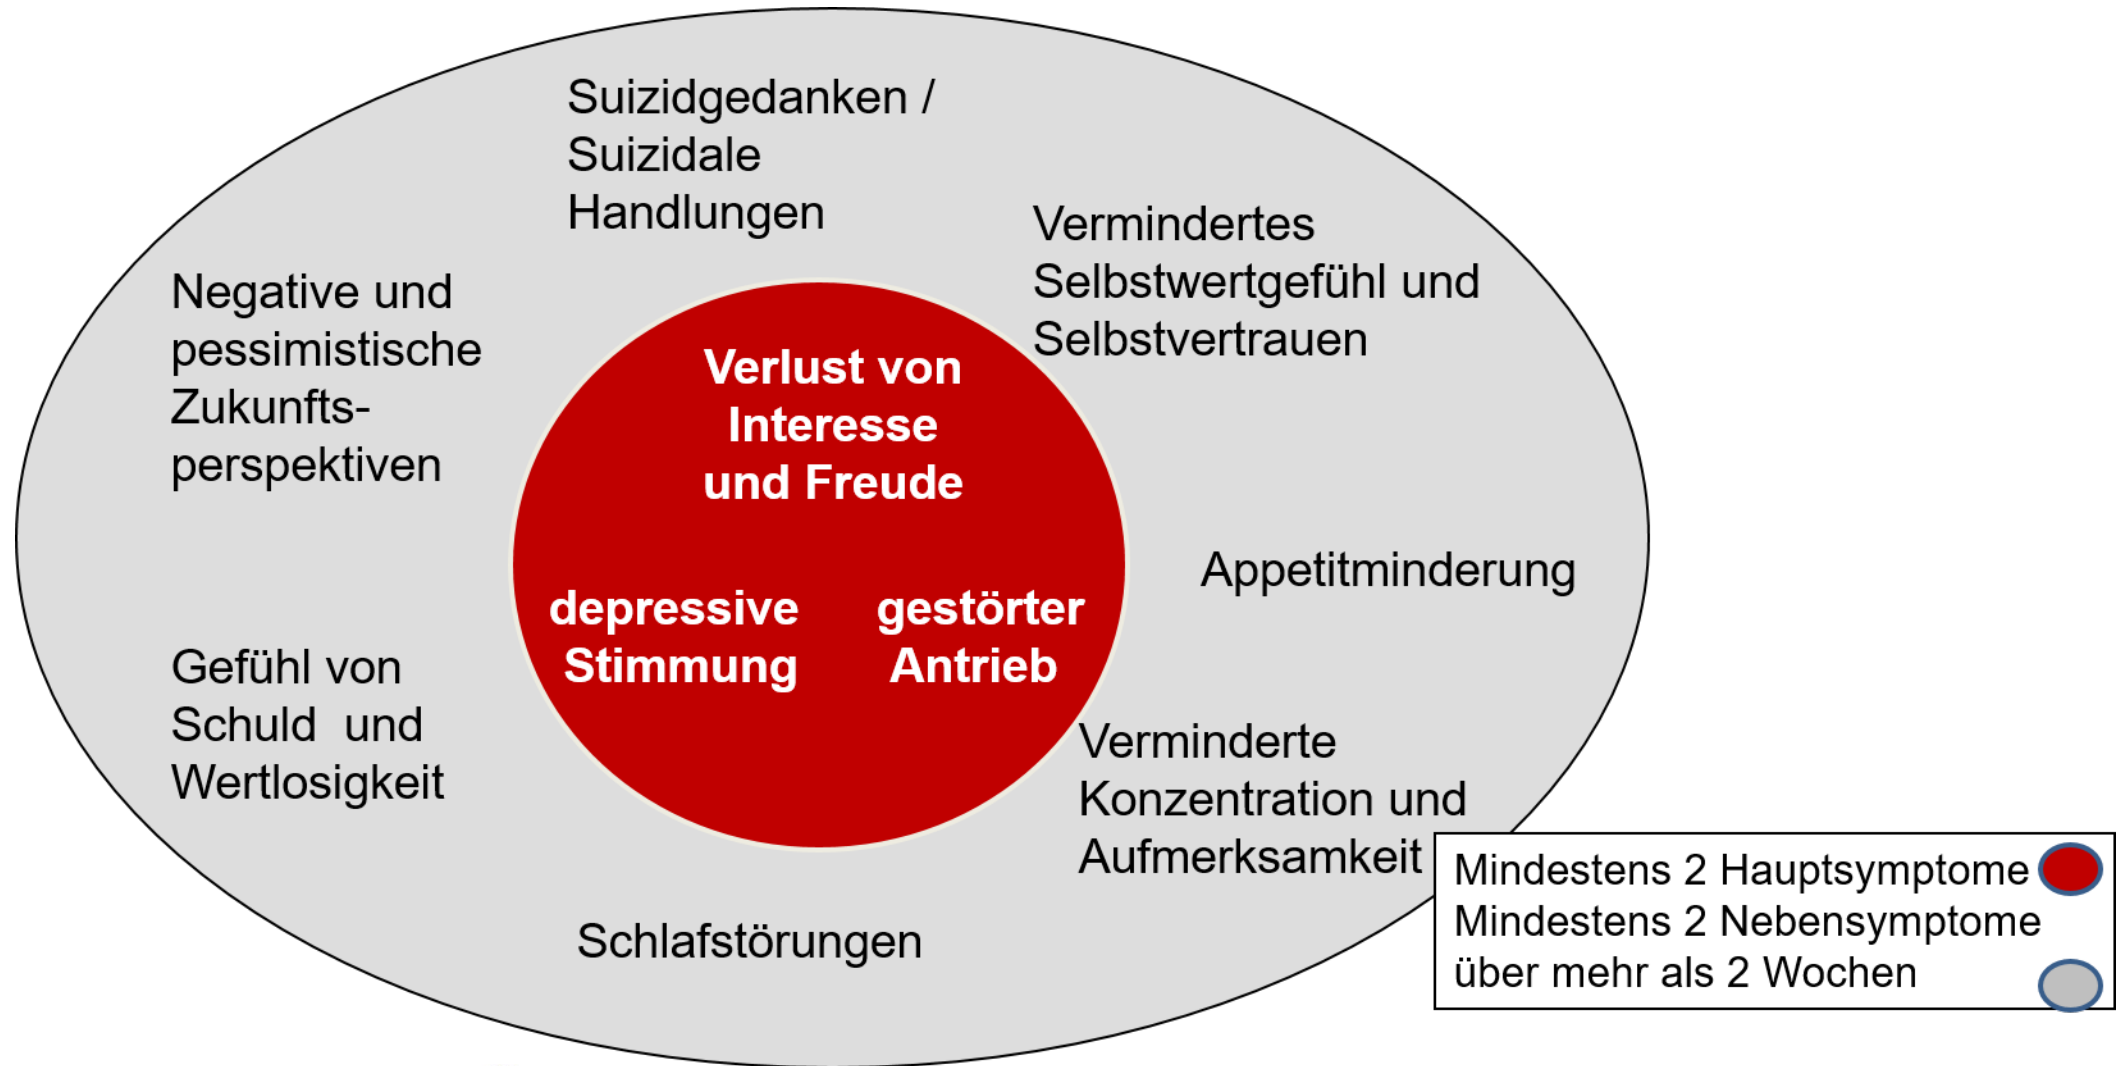 Suizidgedanken /
Suizidale
Handlungen
Vermindertes
Selbstwertgefühl und
Selbstvertrauen
Negative und
pessimistische
Zukunfts-
perspektiven
Verlust von
Interesse
und Freude
depressive
Stimmung
gestörter
Antrieb
Appetitminderung
Gefühl von
Schuld und
Wertlosigkeit
Verminderte
Konzentration und
Aufmerksamkeit
Schlafstörungen
Mindestens 2 Hauptsymptome
Mindestens 2 Nebensymptome
über mehr als 2 Wochen